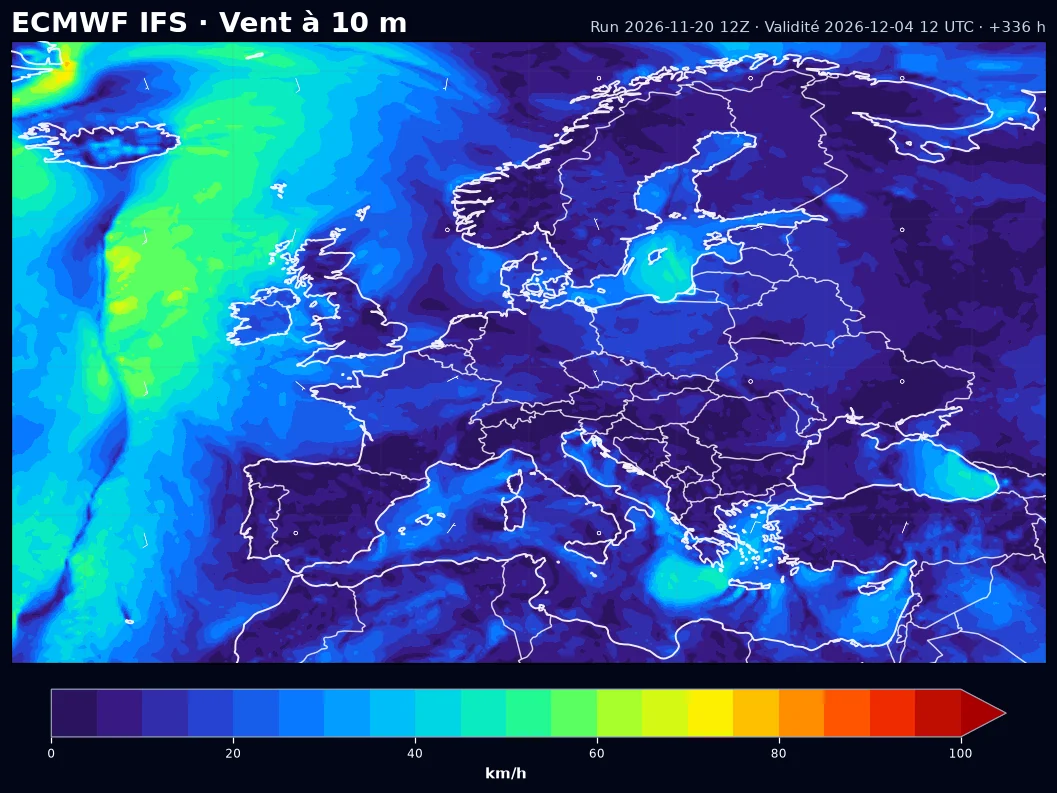 ECMWF IFS · Vent à 10 m
Run 2026-11-20 12Z · Validité 2026-12-04 12 UTC · +336 h
0 20 40 60 80 100
km/h